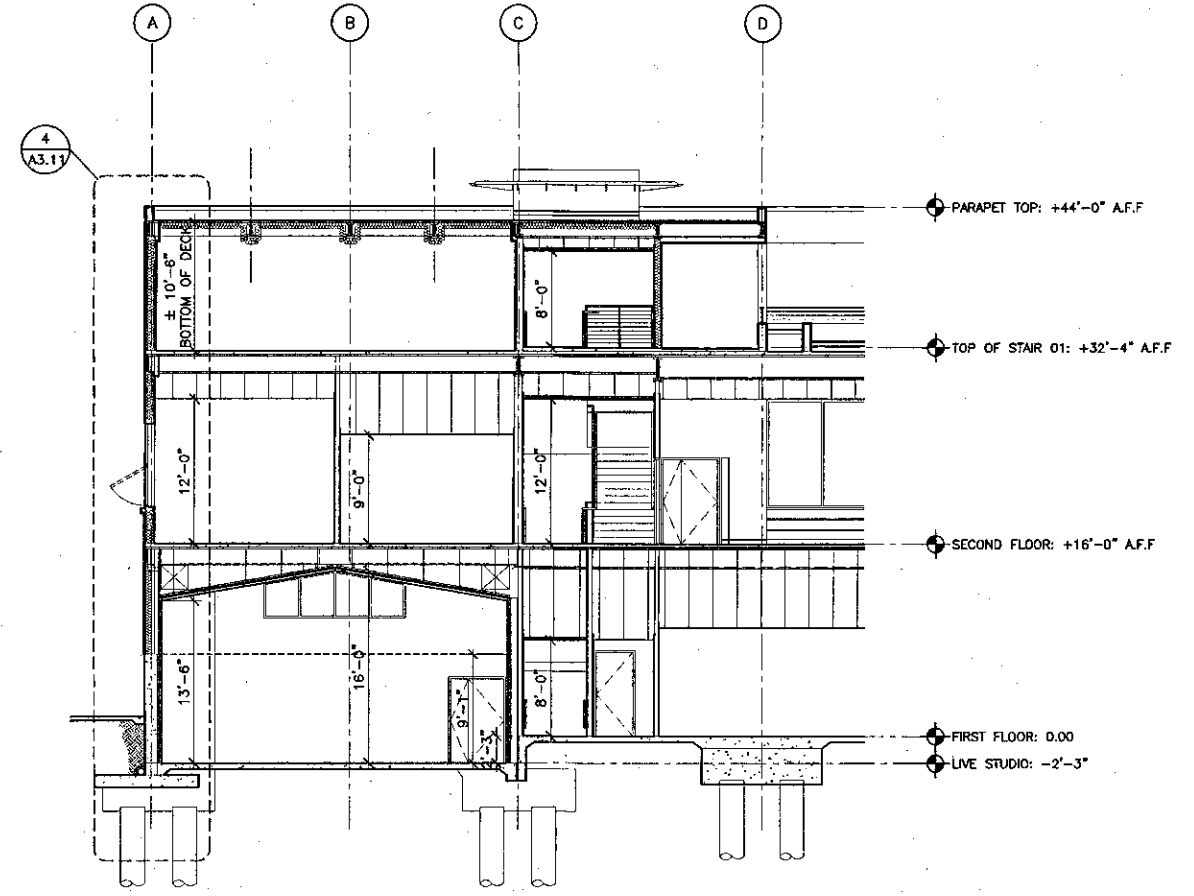 A B C D
4
A3.11
PARAPET TOP: +44'-0" A.F.F
± 10'-6"
BOTTOM OF DECK
8'-0"
TOP OF STAIR 01: +32'-4" A.F.F
12'-0"
9'-0"
12'-0"
SECOND FLOOR: +16'-0" A.F.F
13'-6"
16'-0"
9'-1"
8'-0"
FIRST FLOOR: 0.00
LIVE STUDIO: -2'-3"